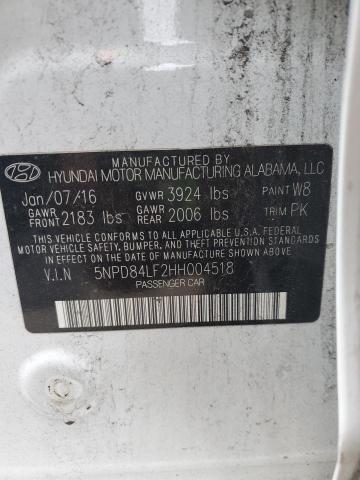 MANUFACTURED BY
HYUNDAI MOTOR MANUFACTURING ALABAMA, LLC
Jan/07/16 GVWR 3924 lbs PAINT W8
GAWR FRONT 2183 lbs GAWR REAR 2006 lbs TRIM PK
THIS VEHICLE CONFORMS TO ALL APPLICABLE U.S. FEDERAL
MOTOR VEHICLE SAFETY, BUMPER, AND THEFT PREVENTION STANDARDS
IN EFFECT ON THE DATE OF MANUFACTURE SHOWN ABOVE
V.I.N 5NPD84LF2HH004518
PASSENGER CAR